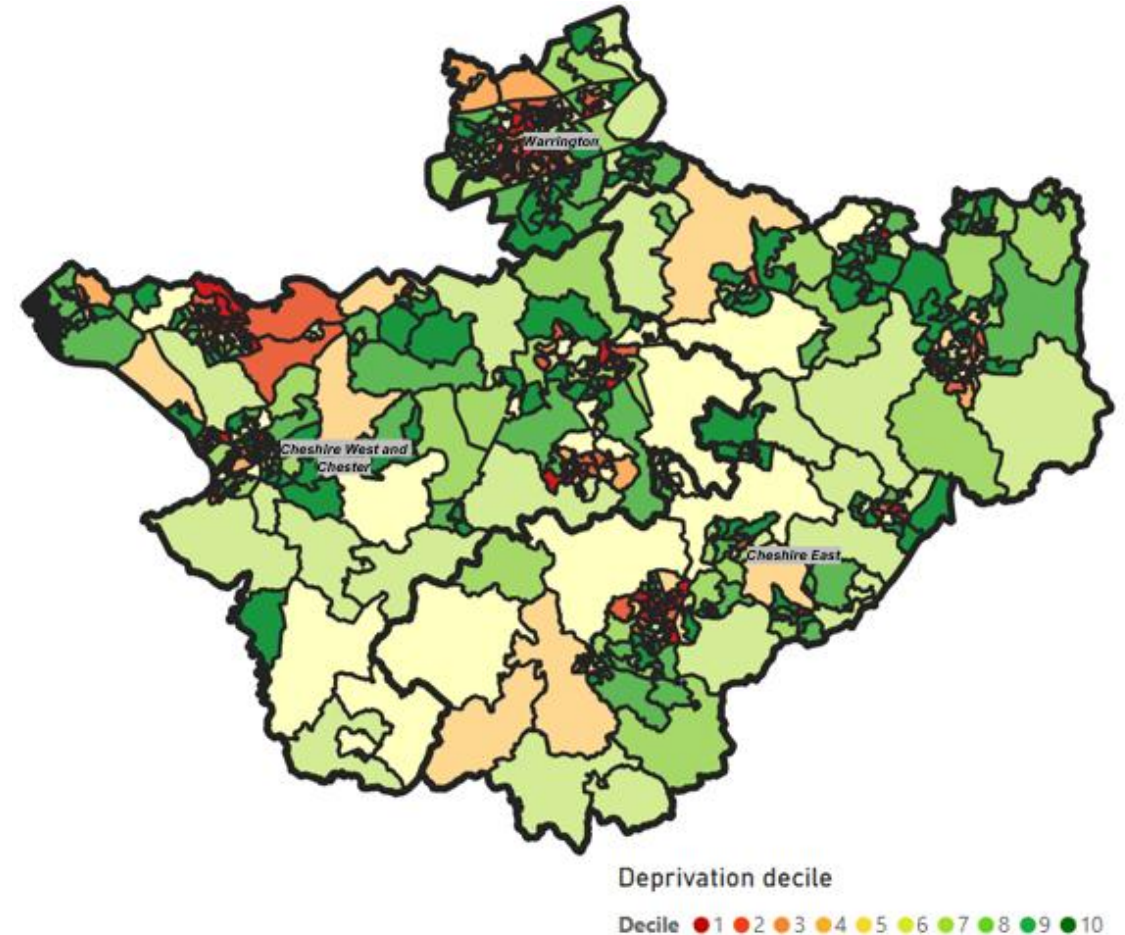 Warrington
Cheshire West and
Chester
Cheshire East
Deprivation decile
Decile 1 2 3 4 5 6 7 8 9 10